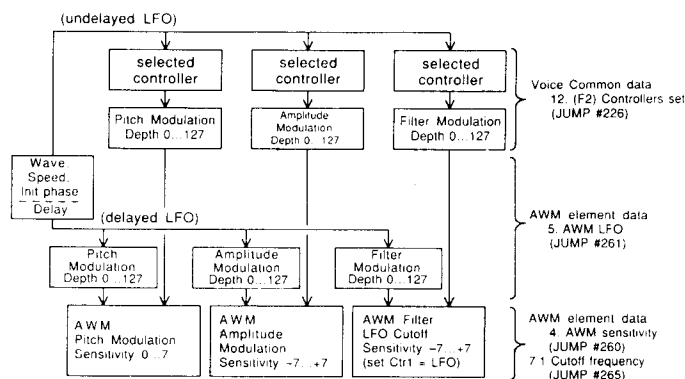 (undelayed LFO)
selected
controller
selected
controller
selected
controller
Pitch Modulation
Depth 0...127
Amplitude
Modulation
Depth 0...127
Filter Modulation
Depth 0...127
Voice Common data
12. (F2) Controllers set
(JUMP #226)
Wave.
Speed.
Init phase
Delay
(delayed LFO)
Pitch
Modulation
Depth 0...127
Amplitude
Modulation
Depth 0...127
Filter
Modulation
Depth 0...127
AWM element data
5. AWM LFO
(JUMP #261)
AWM
Pitch Modulation
Sensitivity 0...7
AWM
Amplitude
Modulation
Sensitivity -7...+7
AWM Filter
LFO Cutoff
Sensitivity -7...+7
(set Ctr1 = LFO)
AWM element data
4. AWM sensitivity
(JUMP #260)
7.1 Cutoff frequency
(JUMP #265)